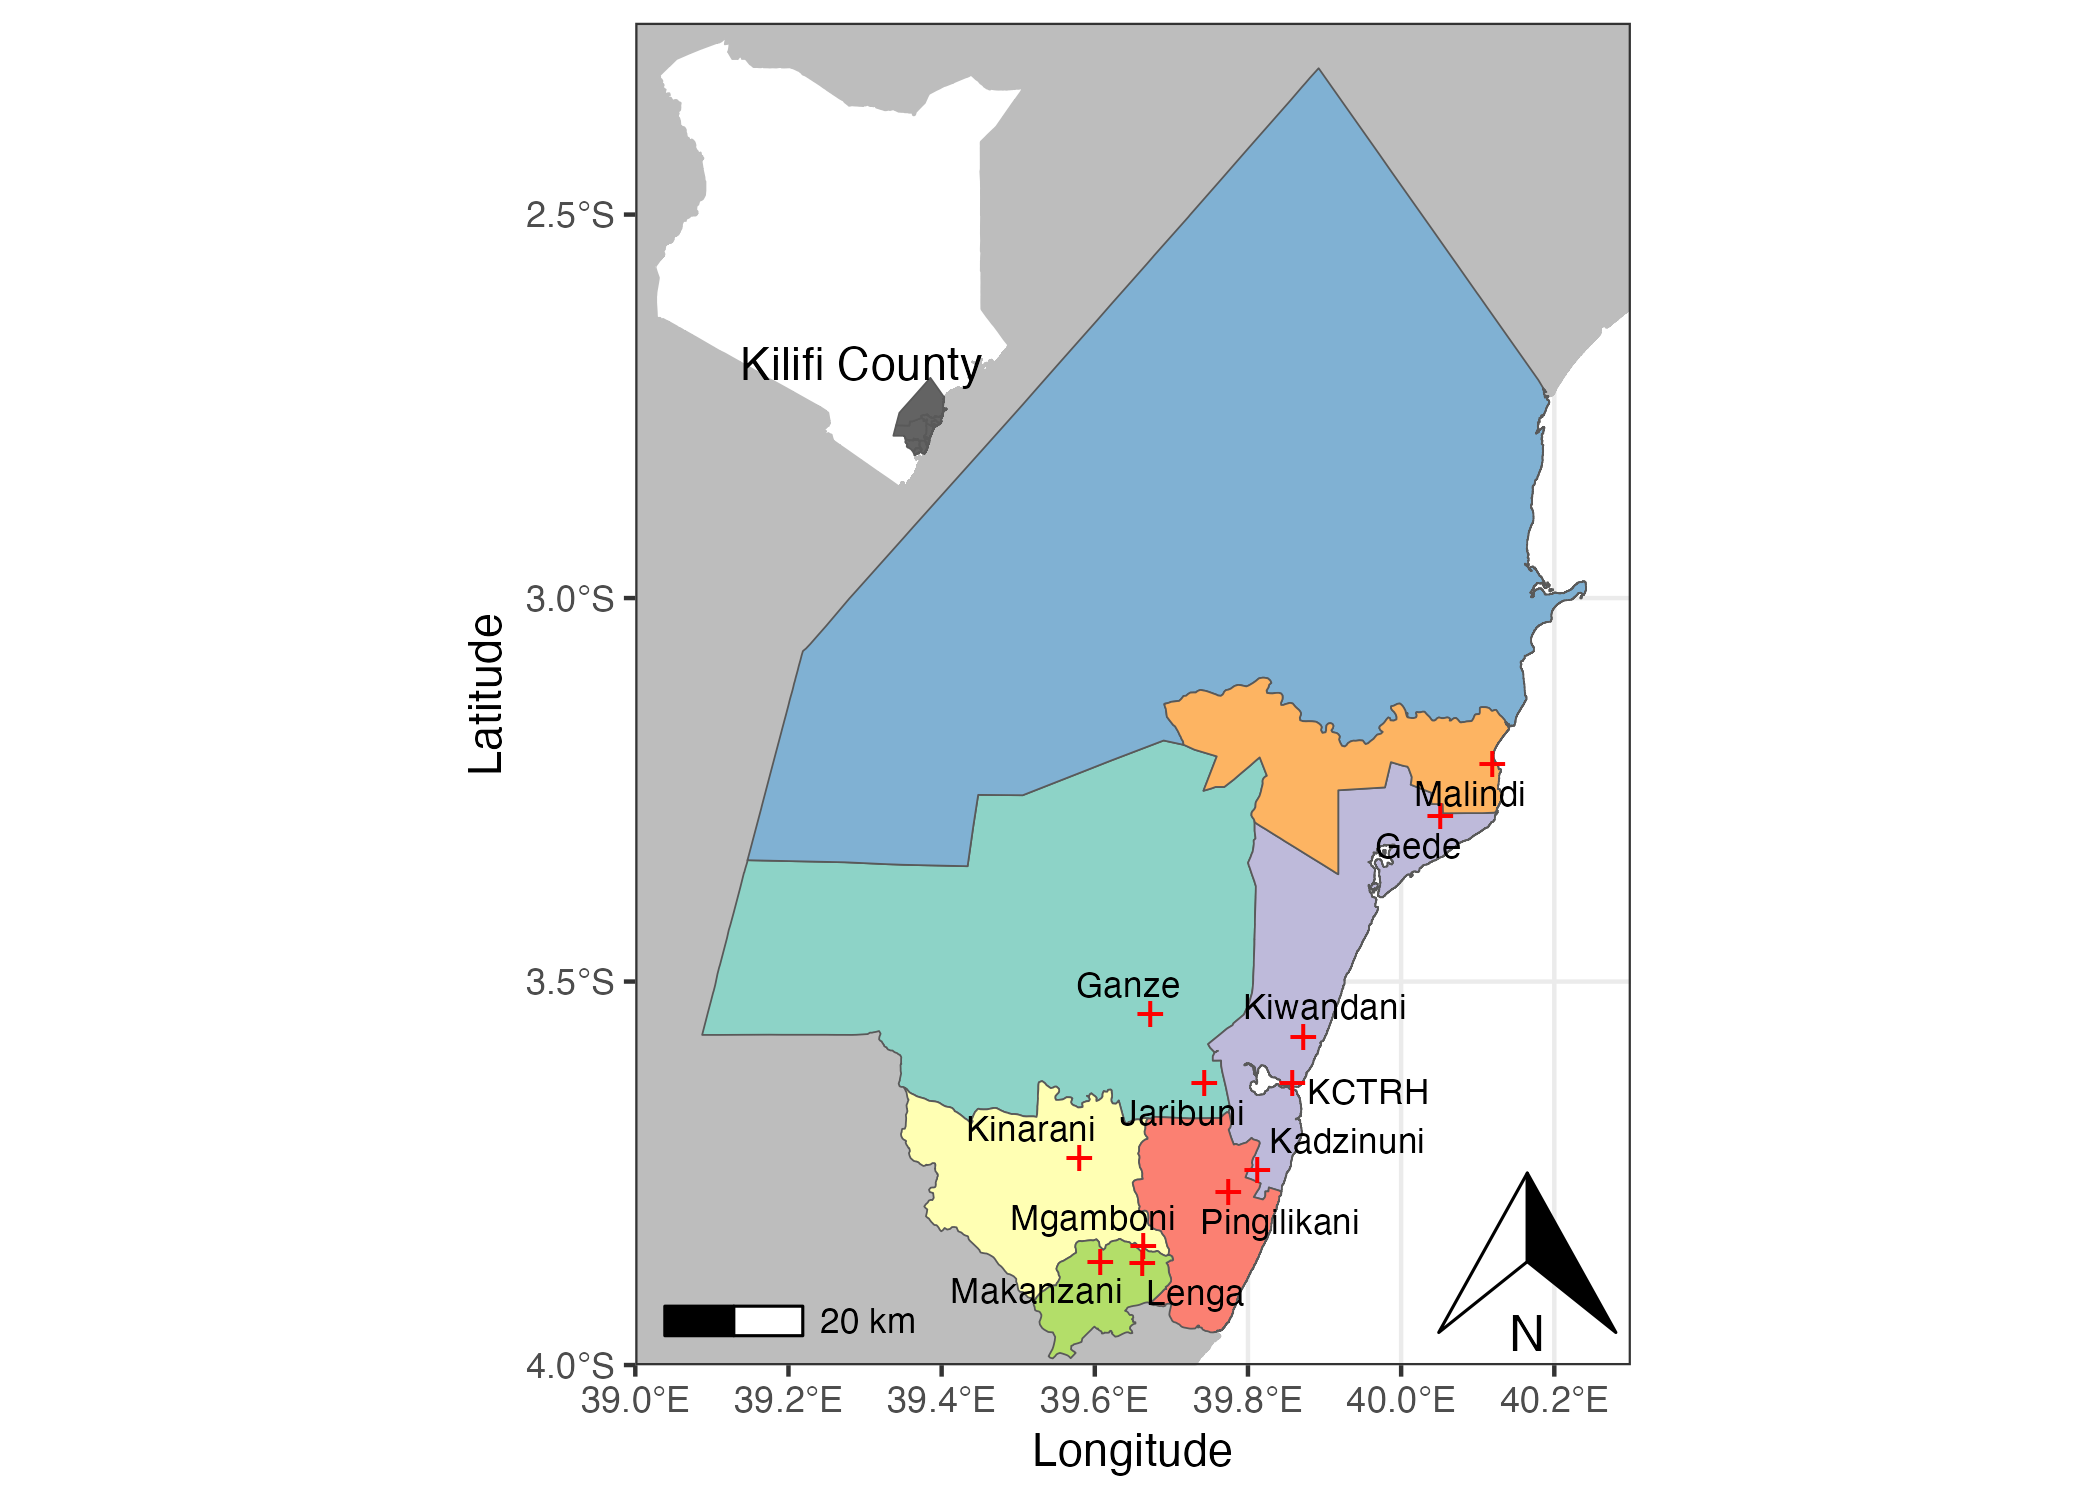 2.5°S
Kilifi County
3.0°S
Latitude
Malindi
Gede
3.5°S
Ganze
Kiwandani
KCTRH
Jaribuni
Kinarani
Kadzinuni
Mgamboni
Pingilikani
Makanzani
Lenga
20 km
N
4.0°S
39.0°E 39.2°E 39.4°E 39.6°E 39.8°E 40.0°E 40.2°E
Longitude